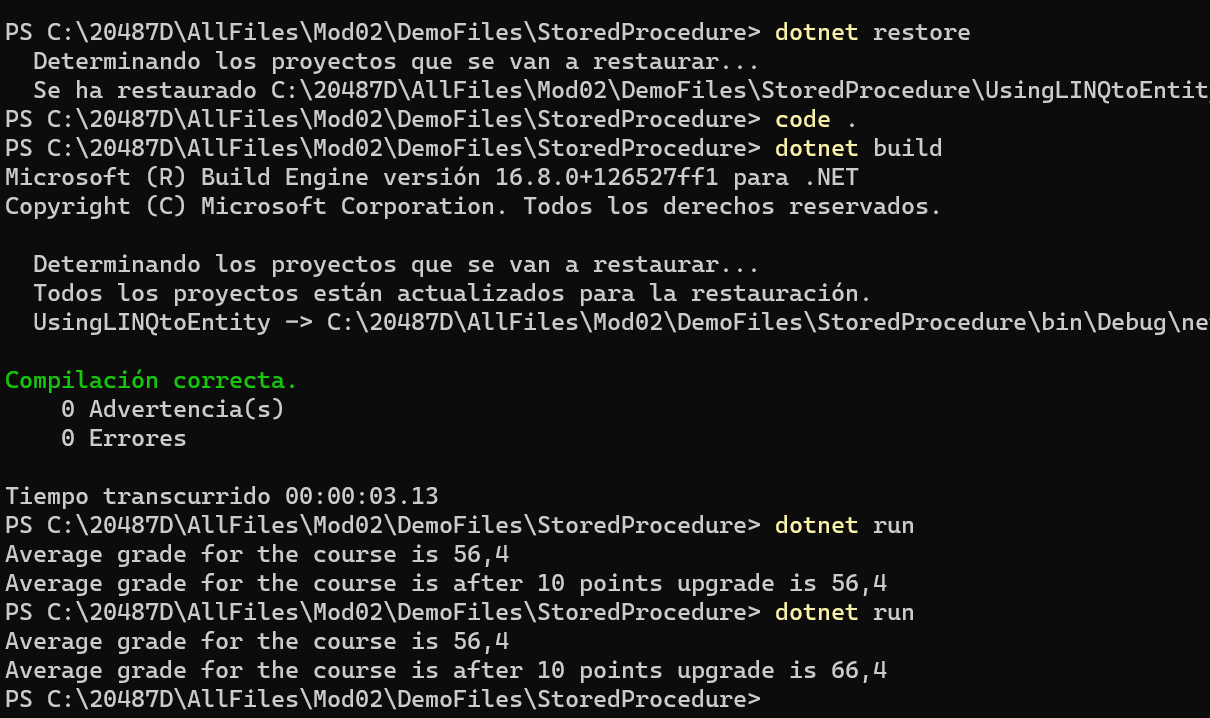 PS C:\20487D\AllFiles\Mod02\DemoFiles\StoredProcedure> dotnet restore
  Determinando los proyectos que se van a restaurar...
  Se ha restaurado C:\20487D\AllFiles\Mod02\DemoFiles\StoredProcedure\UsingLINQtoEntit
PS C:\20487D\AllFiles\Mod02\DemoFiles\StoredProcedure> code .
PS C:\20487D\AllFiles\Mod02\DemoFiles\StoredProcedure> dotnet build
Microsoft (R) Build Engine versión 16.8.0+126527ff1 para .NET
Copyright (C) Microsoft Corporation. Todos los derechos reservados.

  Determinando los proyectos que se van a restaurar...
  Todos los proyectos están actualizados para la restauración.
  UsingLINQtoEntity -> C:\20487D\AllFiles\Mod02\DemoFiles\StoredProcedure\bin\Debug\ne

Compilación correcta.
    0 Advertencia(s)
    0 Errores

Tiempo transcurrido 00:00:03.13
PS C:\20487D\AllFiles\Mod02\DemoFiles\StoredProcedure> dotnet run
Average grade for the course is 56,4
Average grade for the course is after 10 points upgrade is 56,4
PS C:\20487D\AllFiles\Mod02\DemoFiles\StoredProcedure> dotnet run
Average grade for the course is 56,4
Average grade for the course is after 10 points upgrade is 66,4
PS C:\20487D\AllFiles\Mod02\DemoFiles\StoredProcedure>